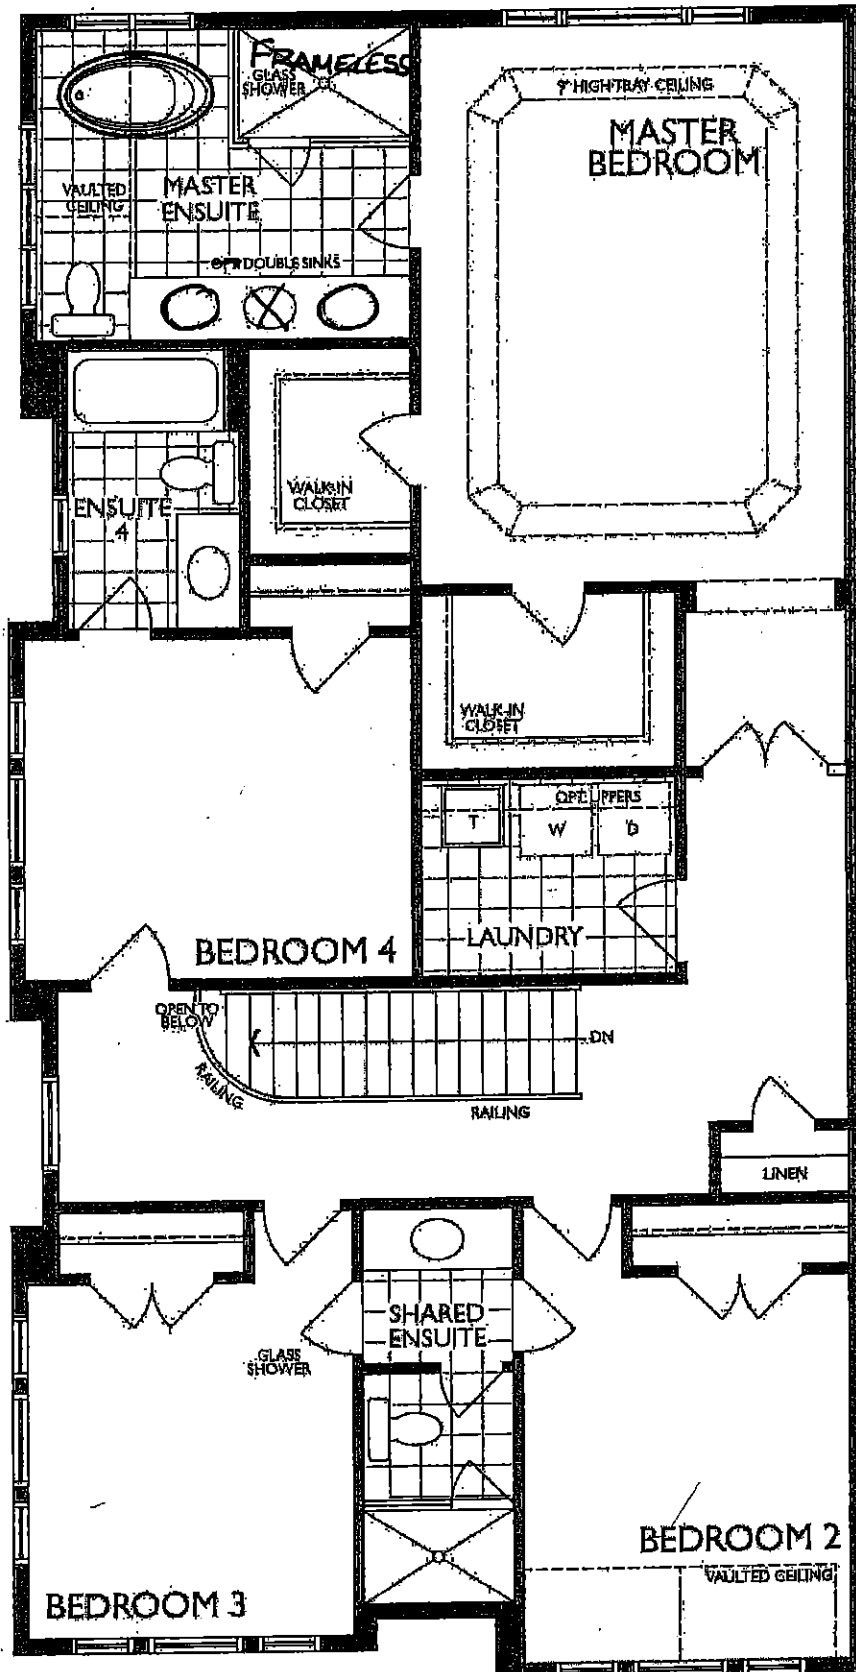 FRAMELESS
GLASS
SHOWER
9' HIGH TRAY CEILING
MASTER
BEDROOM
VAULTED
CEILING
MASTER
ENSUITE
OPT. DOUBLE SINKS
WALK-IN
CLOSET
ENSUITE
4
WALK-IN
CLOSET
OPT. UPPERS
T
W
D
LAUNDRY
BEDROOM 4
OPEN TO
BELOW
DN
RAILING
RAILING
LINEN
SHARED
ENSUITE
GLASS
SHOWER
BEDROOM 2
VAULTED CEILING
BEDROOM 3